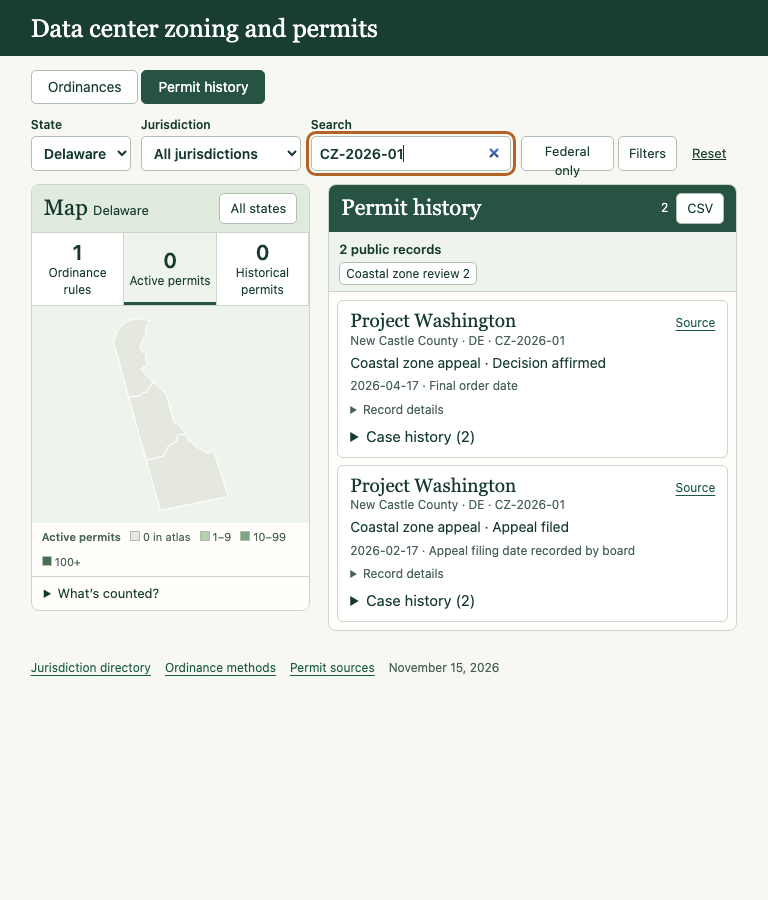 Data center zoning and permits
Ordinances
Permit history
State
Jurisdiction
Search
Delaware
All jurisdictions
CZ-2026-01
Federal only
Filters
Reset
Map Delaware
All states
1
Ordinance rules
0
Active permits
0
Historical permits
Active permits 0 in atlas 1–9 10–99
100+
What's counted?
Permit history
2
CSV
2 public records
Coastal zone review 2
Project Washington
Source
New Castle County · DE · CZ-2026-01
Coastal zone appeal · Decision affirmed
2026-04-17 · Final order date
Record details
Case history (2)
Project Washington
Source
New Castle County · DE · CZ-2026-01
Coastal zone appeal · Appeal filed
2026-02-17 · Appeal filing date recorded by board
Record details
Case history (2)
Jurisdiction directory Ordinance methods Permit sources November 15, 2026